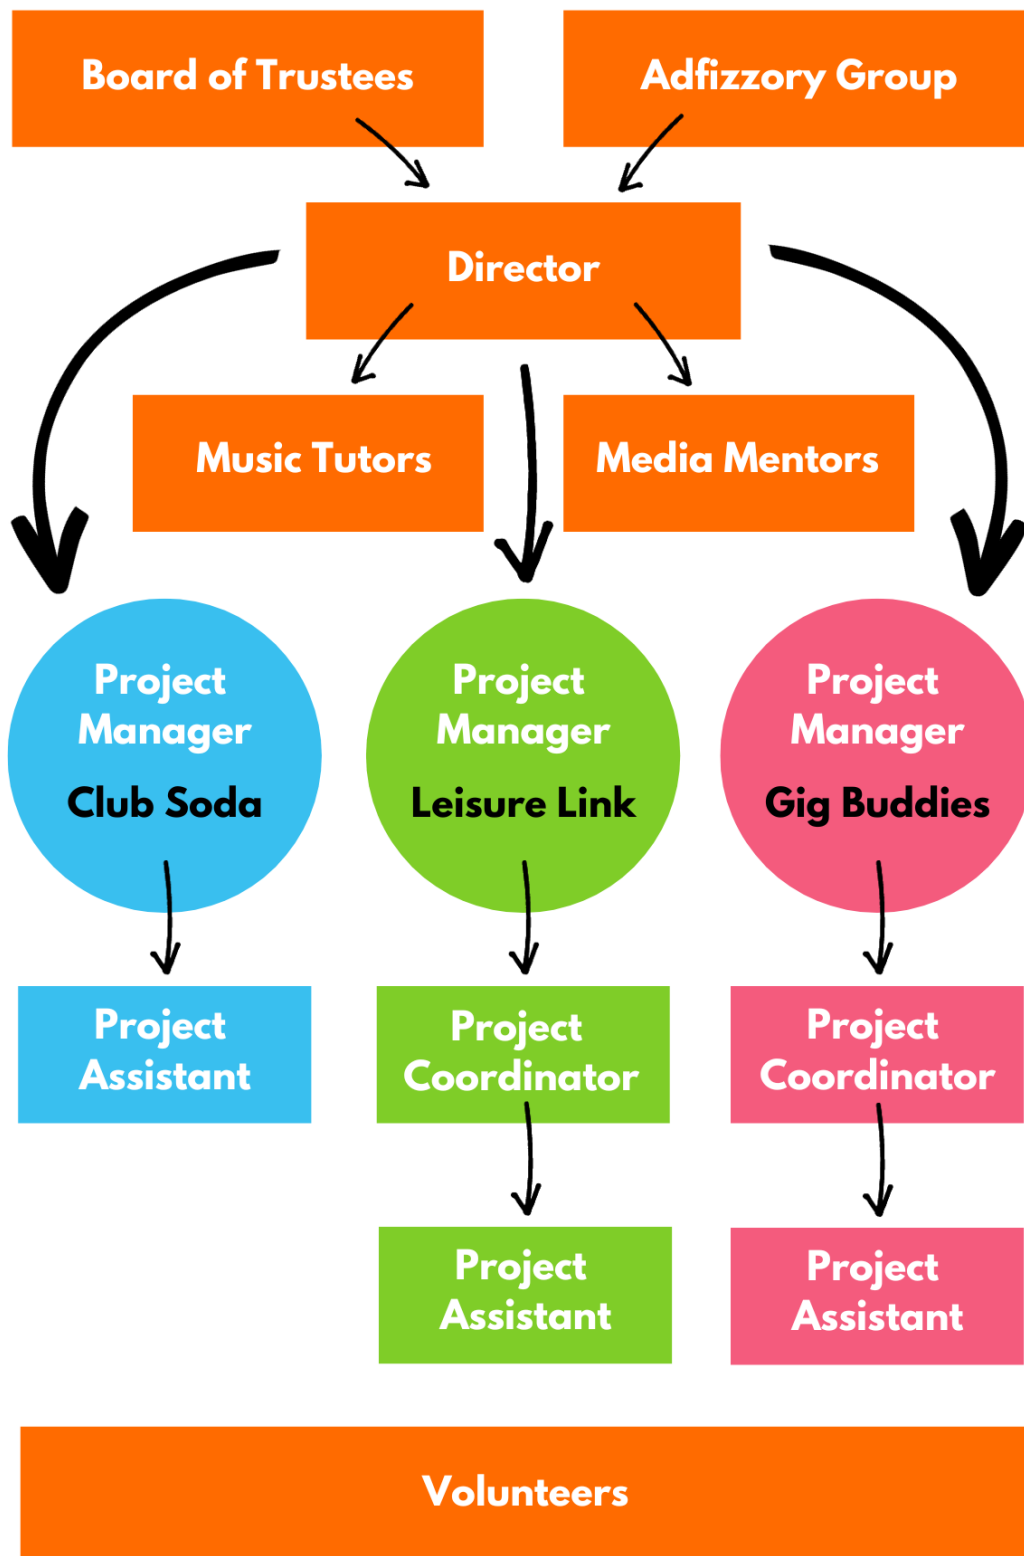 Board of Trustees
Adfizzory Group
Director
Music Tutors
Media Mentors
Project
Manager
Club Soda
Project
Manager
Leisure Link
Project
Manager
Gig Buddies
Project
Assistant
Project
Coordinator
Project
Coordinator
Project
Assistant
Project
Assistant
Volunteers